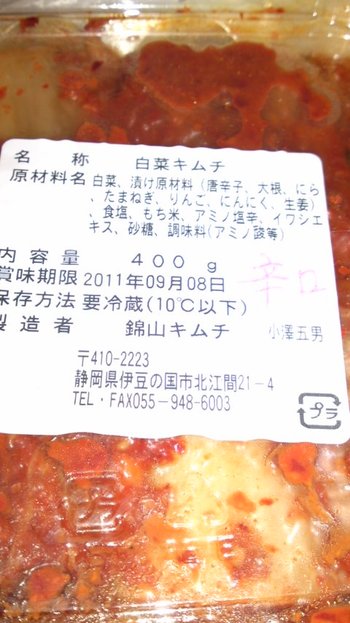 名　称　白菜キムチ
原材料名 白菜、漬け原材料（唐辛子、大根、にら
、たまねぎ、りんご、にんにく、生姜）
、食塩、もち米、アミノ塩辛、イワシエ
キス、砂糖、調味料(アミノ酸等)
内容量　４００ｇ
賞味期限 2011年09月08日
辛口
保存方法 要冷蔵(10℃以下)
製造者　錦山キムチ　小澤五男
〒410-2223
静岡県伊豆の国市北江間21-4
TEL・FAX055-948-6003
プラ